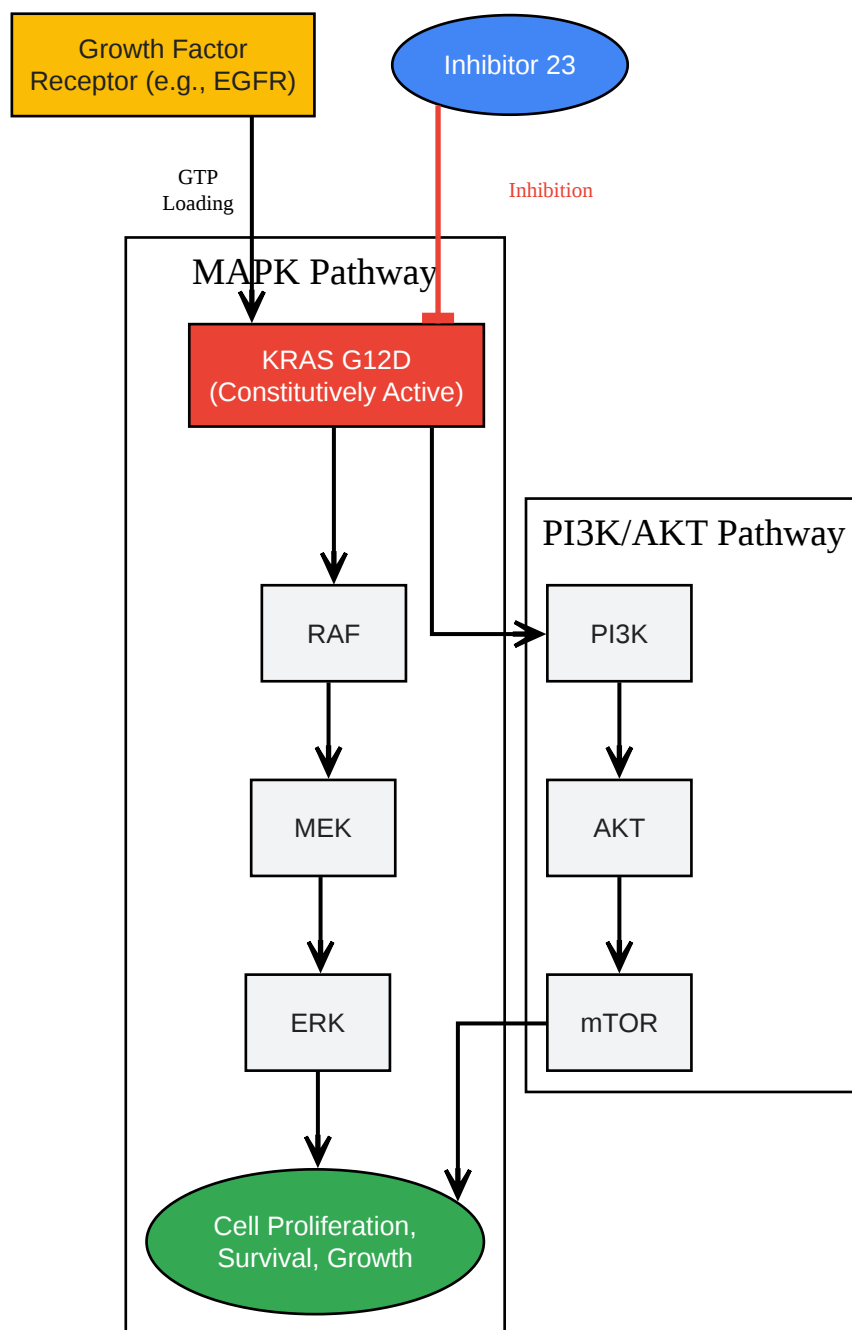 Growth Factor
Receptor (e.g., EGFR)
Inhibitor 23
GTP
Loading
Inhibition
MAPK Pathway
KRAS G12D
(Constitutively Active)
PI3K/AKT Pathway
RAF
PI3K
MEK
AKT
ERK
mTOR
Cell Proliferation,
Survival, Growth